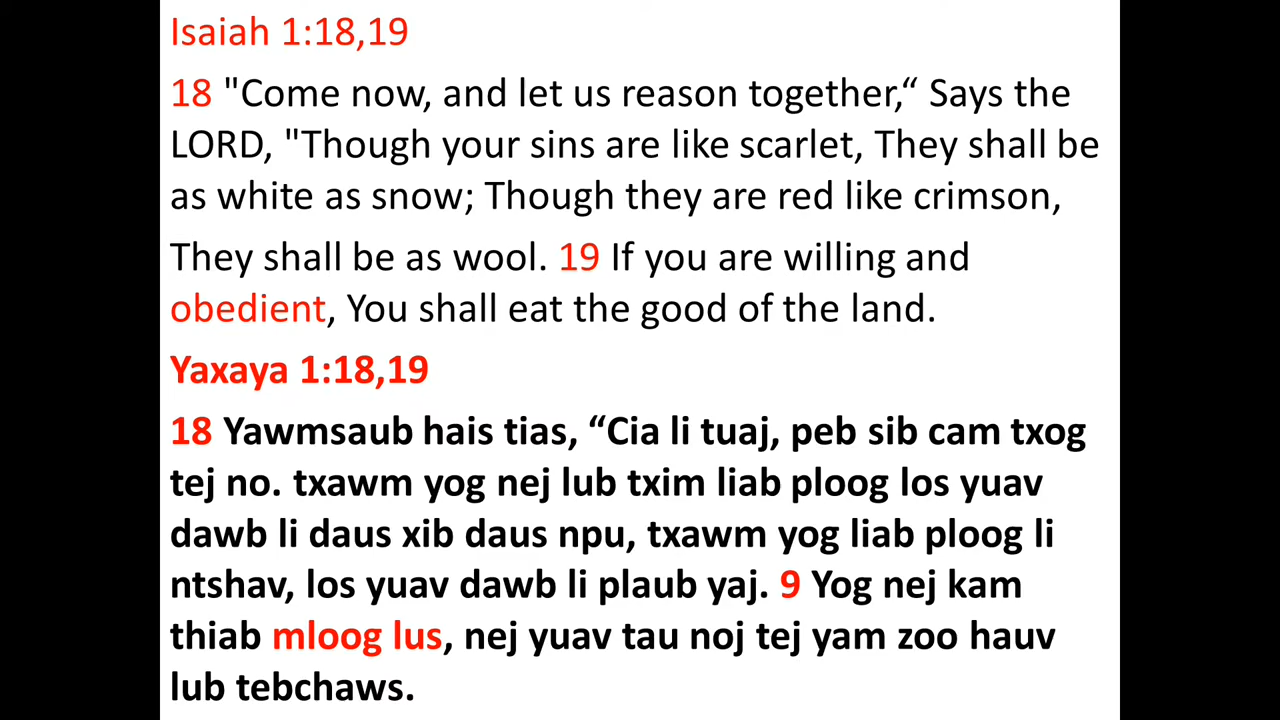 Isaiah 1:18,19
18 "Come now, and let us reason together,“ Says the
LORD, "Though your sins are like scarlet, They shall be
as white as snow; Though they are red like crimson,
They shall be as wool. 19 If you are willing and
obedient, You shall eat the good of the land.
Yaxaya 1:18,19
18 Yawmsaub hais tias, “Cia li tuaj, peb sib cam txog
tej no. txawm yog nej lub txim liab ploog los yuav
dawb li daus xib daus npu, txawm yog liab ploog li
ntshav, los yuav dawb li plaub yaj. 9 Yog nej kam
thiab mloog lus, nej yuav tau noj tej yam zoo hauv
lub tebchaws.